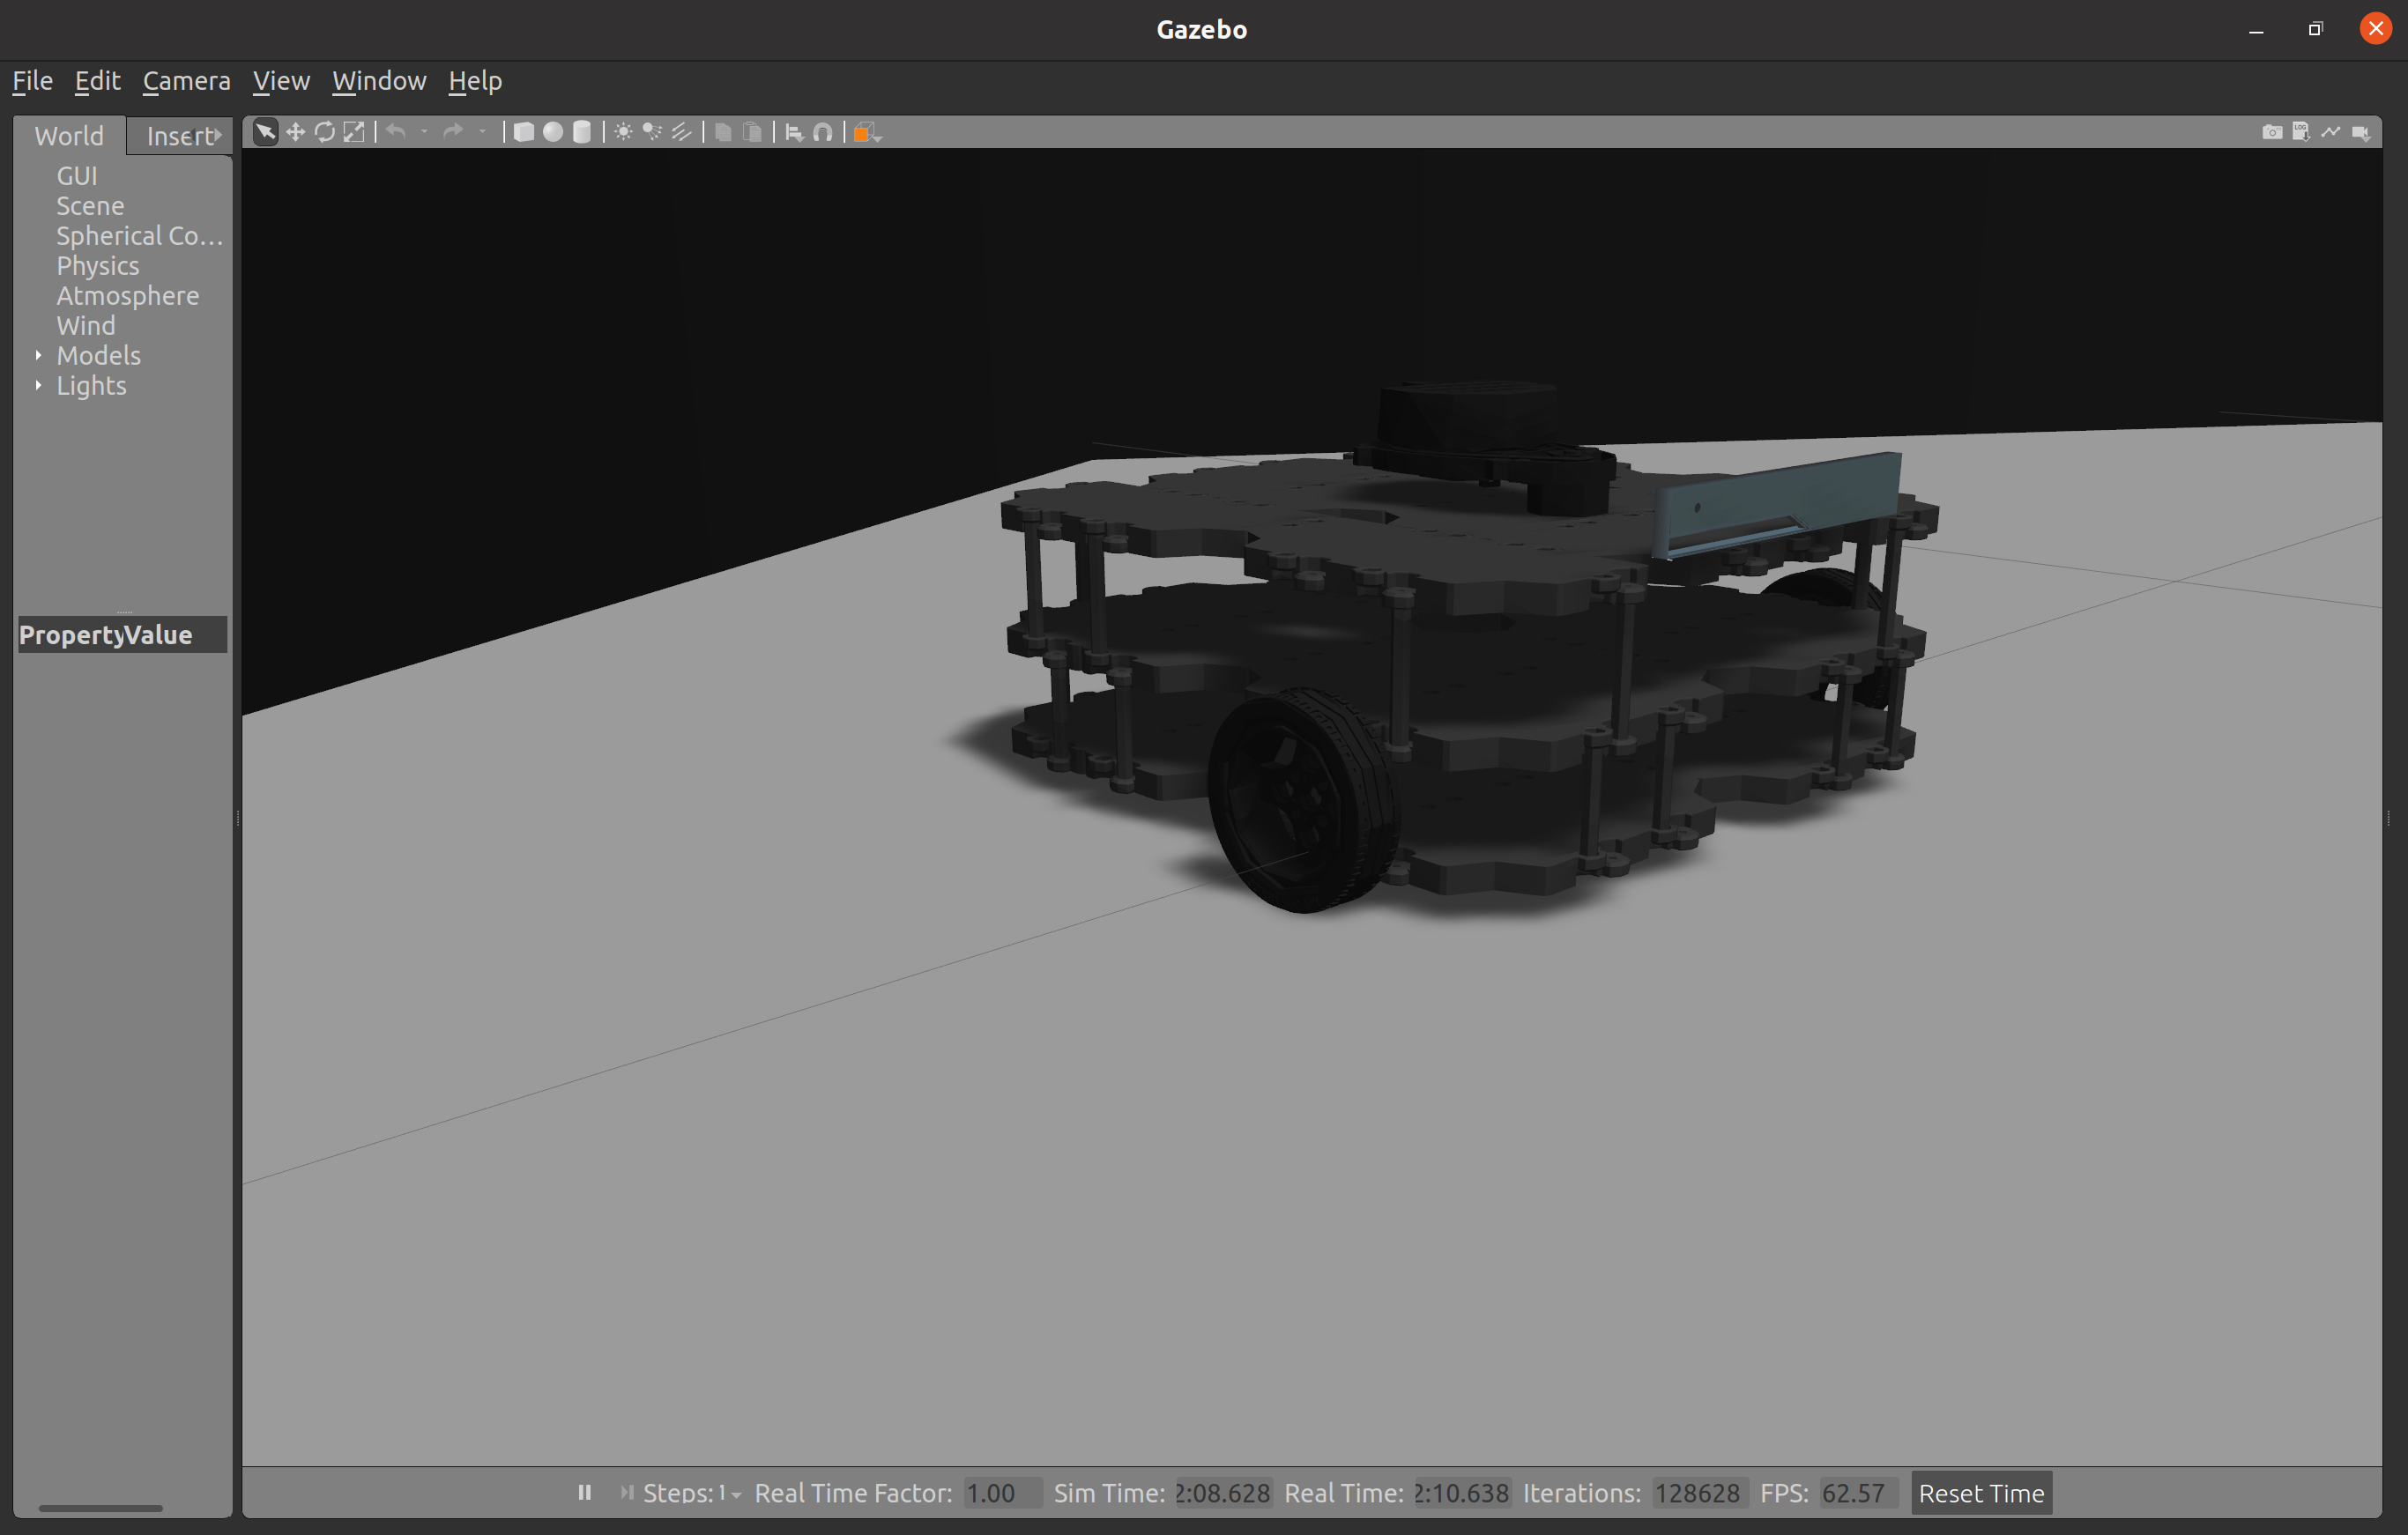 Gazebo
File Edit Camera View Window Help
World Insert
GUI
Scene
Spherical Co...
Physics
Atmosphere
Wind
Models
Lights
Property Value
Steps: 1 Real Time Factor: 1.00 Sim Time: 2:08.628 Real Time: 2:10.638 Iterations: 128628 FPS: 62.57 Reset Time